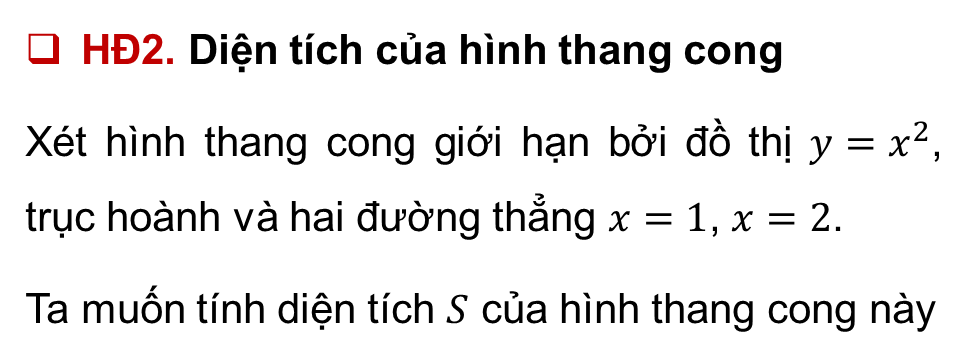 ❑ HĐ2. Diện tích của hình thang cong
Xét hình thang cong giới hạn bởi đồ thị y = x²,
trục hoành và hai đường thẳng x = 1, x = 2.
Ta muốn tính diện tích S của hình thang cong này